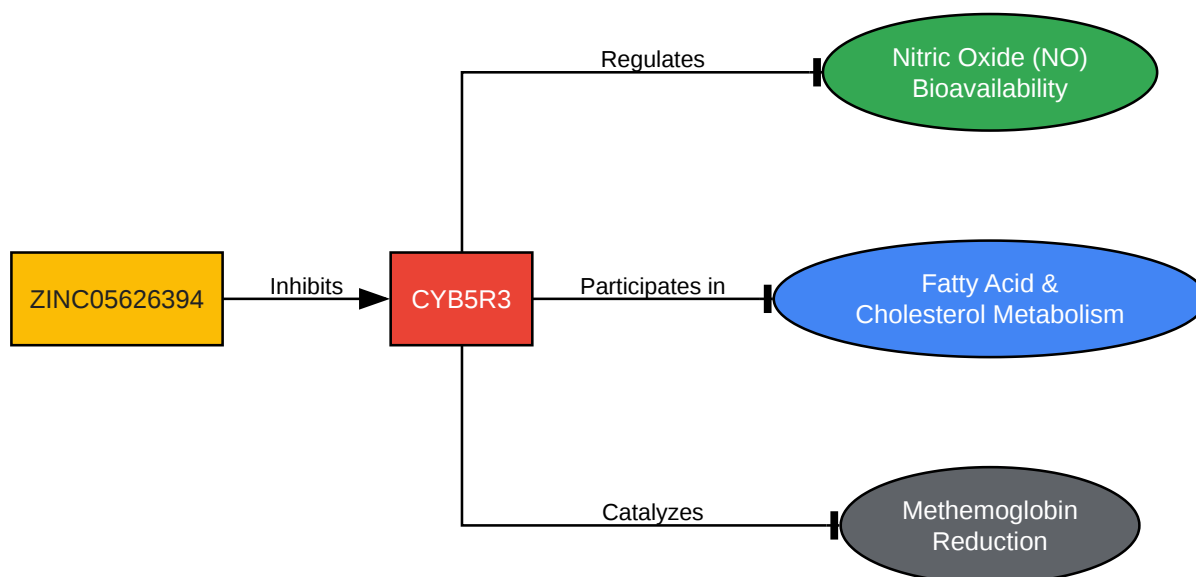 Regulates
Nitric Oxide (NO)
Bioavailability
ZINC05626394
Inhibits
CYB5R3
Participates in
Fatty Acid &
Cholesterol Metabolism
Catalyzes
Methemoglobin
Reduction